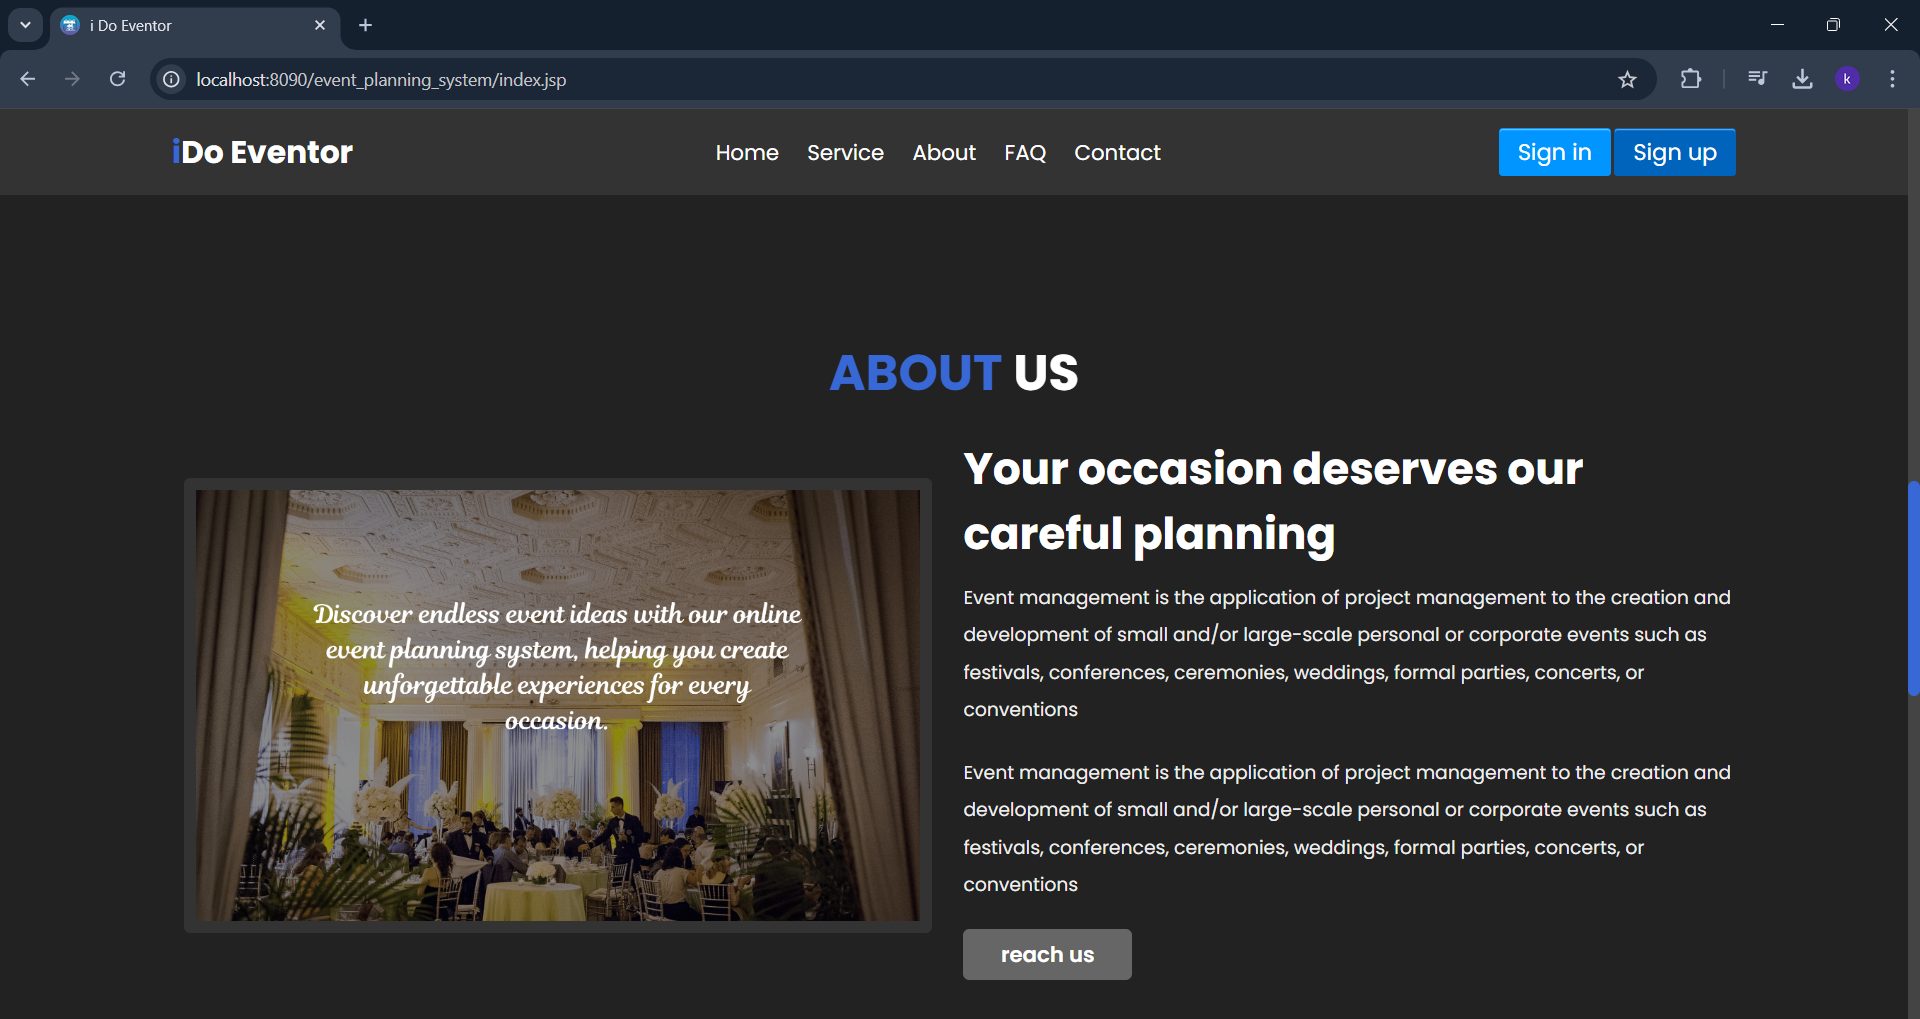 i Do Eventor
localhost:8090/event_planning_system/index.jsp
k
iDo Eventor
Home Service About FAQ Contact
Sign in Sign up
ABOUT US
Discover endless event ideas with our online
event planning system, helping you create
unforgettable experiences for every
occasion.
Your occasion deserves our
careful planning
Event management is the application of project management to the creation and
development of small and/or large-scale personal or corporate events such as
festivals, conferences, ceremonies, weddings, formal parties, concerts, or
conventions
Event management is the application of project management to the creation and
development of small and/or large-scale personal or corporate events such as
festivals, conferences, ceremonies, weddings, formal parties, concerts, or
conventions
reach us